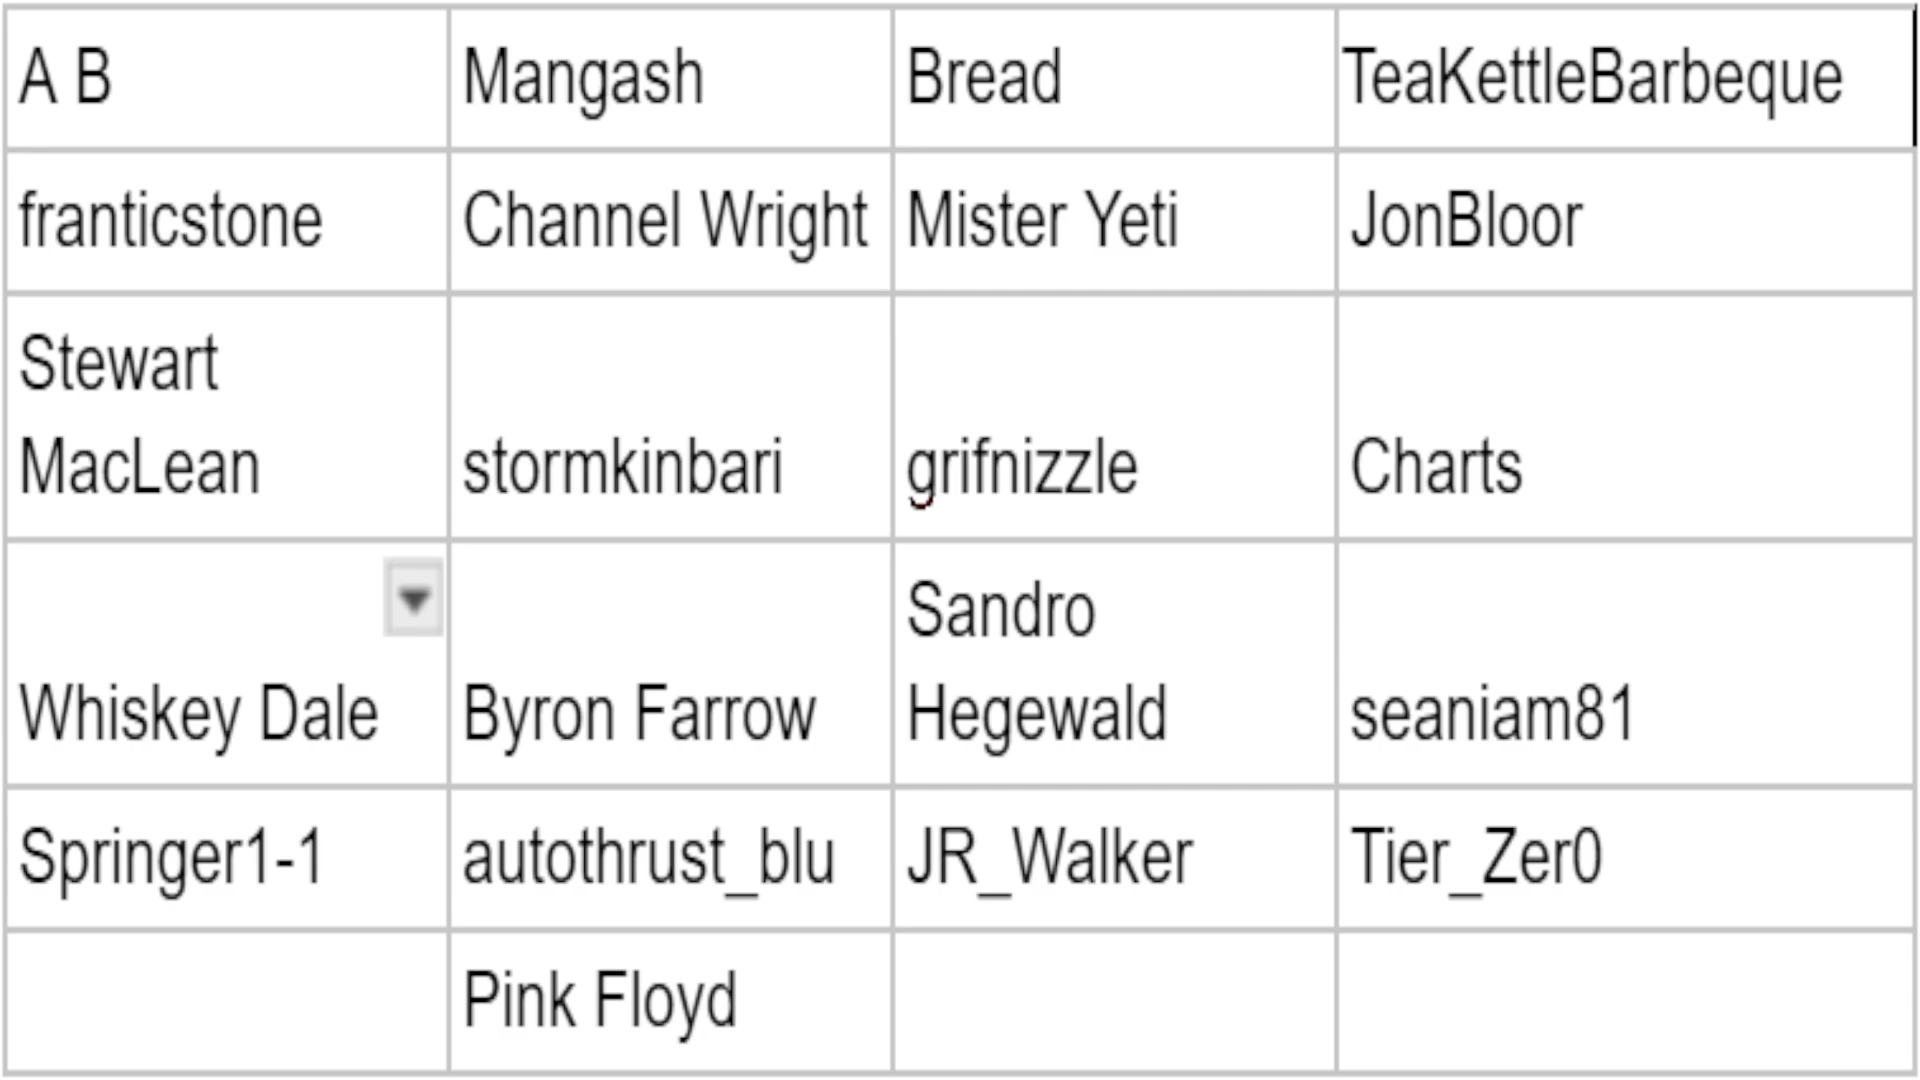 A B
Mangash
Bread
TeaKettleBarbeque
franticstone
Channel Wright
Mister Yeti
JonBloor
Stewart
MacLean
stormkinbari
grifnizzle
Charts
Whiskey Dale
Byron Farrow
Sandro
Hegewald
seaniam81
Springer1-1
autothrust_blu
JR_Walker
Tier_Zer0
Pink Floyd